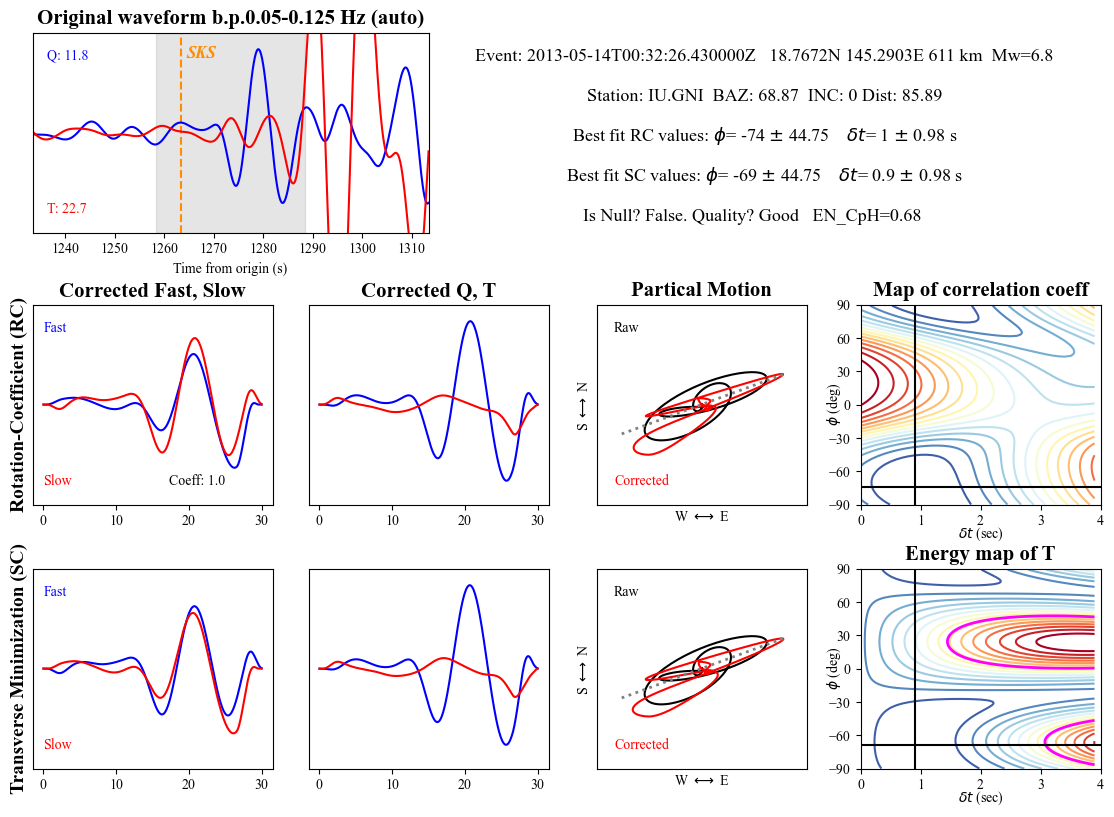 Original waveform b.p.0.05-0.125 Hz (auto)
Q: 11.8
SKS
T: 22.7
1240 1250 1260 1270 1280 1290 1300 1310
Time from origin (s)
Event: 2013-05-14T00:32:26.430000Z 18.7672N 145.2903E 611 km Mw=6.8
Station: IU.GNI BAZ: 68.87 INC: 0 Dist: 85.89
Best fit RC values: ϕ= -74 ± 44.75 δt= 1 ± 0.98 s
Best fit SC values: ϕ= -69 ± 44.75 δt= 0.9 ± 0.98 s
Is Null? False. Quality? Good EN_CpH=0.68
Rotation-Coefficient (RC)
Corrected Fast, Slow
Fast
Slow
Coeff: 1.0
0 10 20 30
Corrected Q, T
0 10 20 30
Partical Motion
Raw
Corrected
S ⟷ N
W ⟷ E
Map of correlation coeff
90
60
30
0
−30
−60
−90
ϕ (deg)
0 1 2 3 4
δt (sec)
Transverse Minimization (SC)
Fast
Slow
0 10 20 30
0 10 20 30
Raw
Corrected
S ⟷ N
W ⟷ E
Energy map of T
90
60
30
0
−30
−60
−90
ϕ (deg)
0 1 2 3 4
δt (sec)